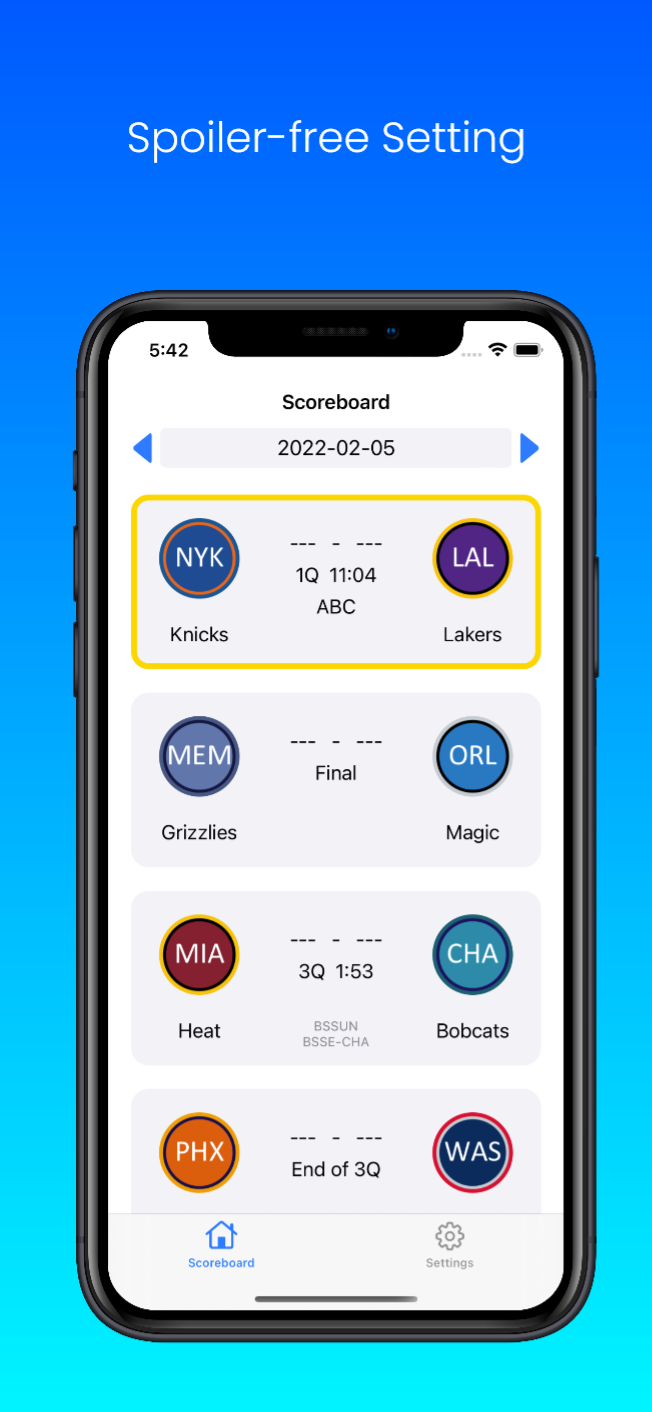 Spoiler-free Setting
5:42
Scoreboard
2022-02-05
NYK
--- - ---
LAL
1Q 11:04
ABC
Knicks
Lakers
MEM
--- - ---
ORL
Final
Grizzlies
Magic
MIA
--- - ---
CHA
3Q 1:53
Heat
BSSUN
BSSE-CHA
Bobcats
PHX
--- - ---
WAS
End of 3Q
Scoreboard
Settings